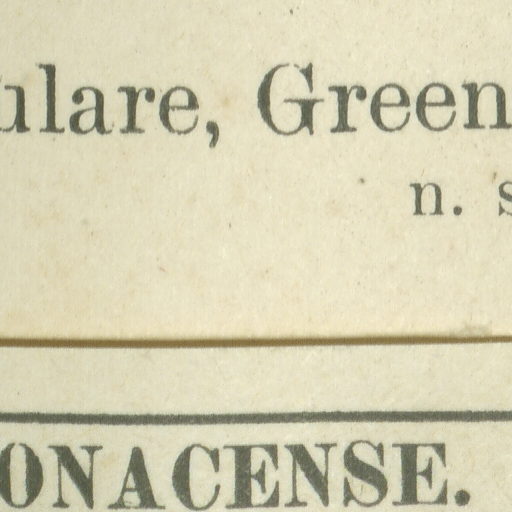 ulare, Green
n. s
ONACENSE.